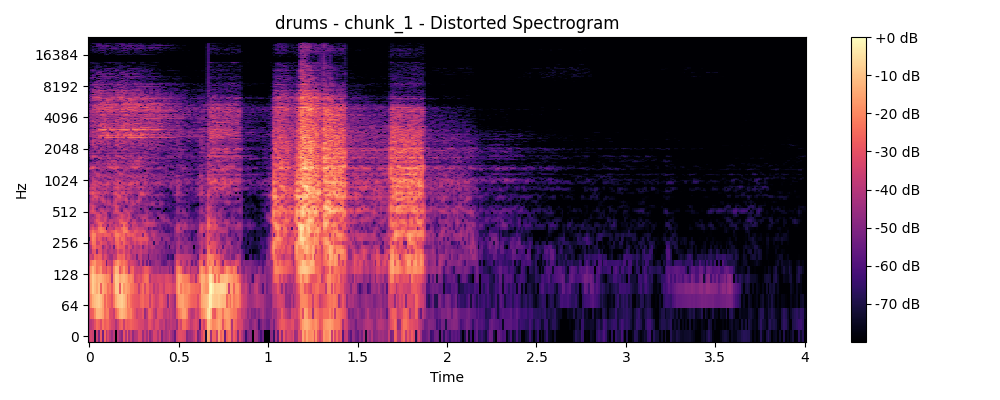 drums - chunk_1 - Distorted Spectrogram
Hz
16384
8192
4096
2048
1024
512
256
128
64
0
0 0.5 1 1.5 2 2.5 3 3.5 4
Time
+0 dB
-10 dB
-20 dB
-30 dB
-40 dB
-50 dB
-60 dB
-70 dB